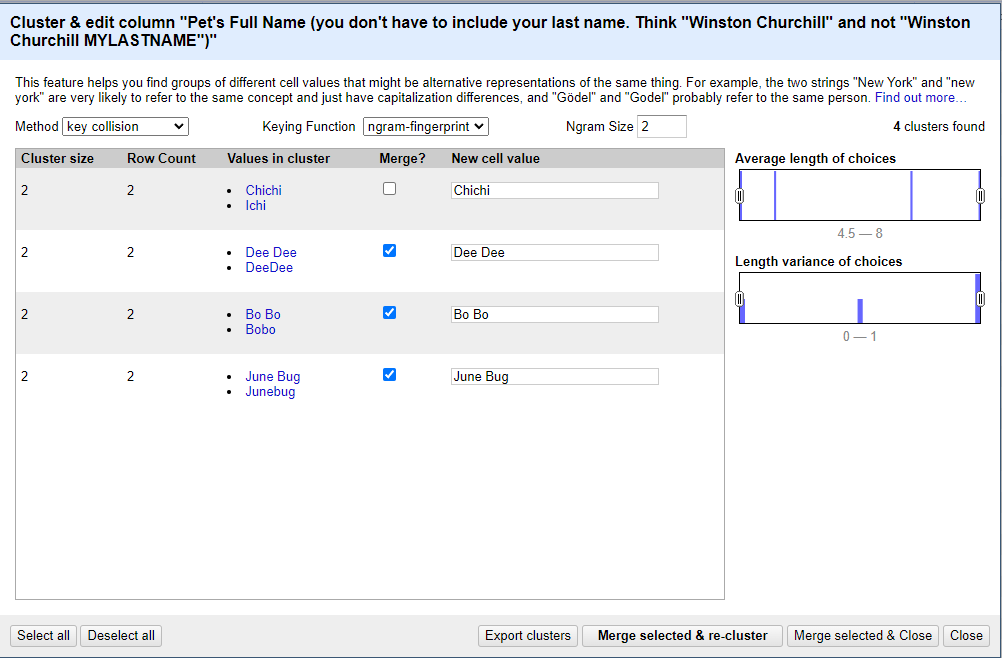 Cluster & edit column "Pet's Full Name (you don't have to include your last name. Think "Winston Churchill" and not "Winston
Churchill MYLASTNAME")"
This feature helps you find groups of different cell values that might be alternative representations of the same thing. For example, the two strings "New York" and "new
york" are very likely to refer to the same concept and just have capitalization differences, and "Gödel" and "Godel" probably refer to the same person. Find out more…
Method key collision Keying Function ngram-fingerprint Ngram Size 2 4 clusters found
Cluster size Row Count Values in cluster Merge? New cell value
2 2 • Chichi Chichi
• Ichi
2 2 • Dee Dee Dee Dee
• DeeDee
2 2 • Bo Bo Bo Bo
• Bobo
2 2 • June Bug June Bug
• Junebug
Average length of choices
4.5 — 8
Length variance of choices
0 — 1
Select all Deselect all Export clusters Merge selected & re-cluster Merge selected & Close Close